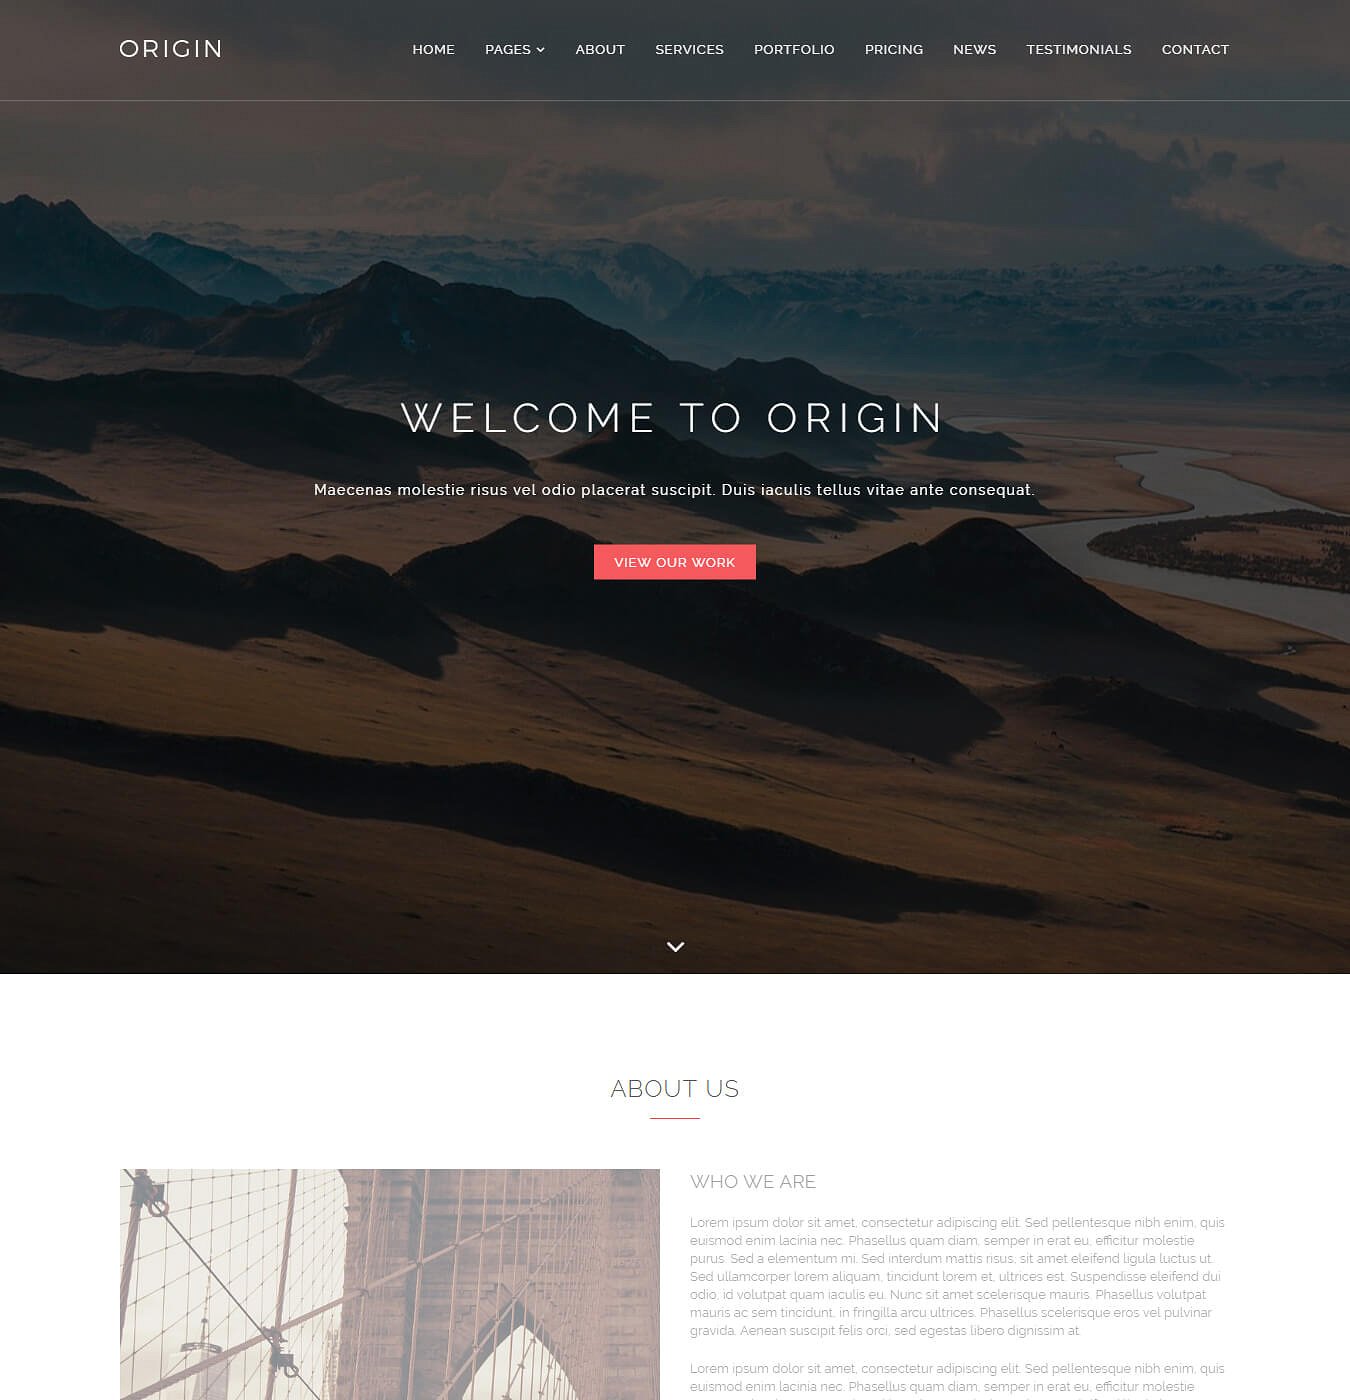 ORIGIN
HOME PAGES ABOUT SERVICES PORTFOLIO PRICING NEWS TESTIMONIALS CONTACT
WELCOME TO ORIGIN
Maecenas molestie risus vel odio placerat suscipit. Duis iaculis tellus vitae ante consequat.
VIEW OUR WORK
ABOUT US
WHO WE ARE
Lorem ipsum dolor sit amet, consectetur adipiscing elit. Sed pellentesque nibh enim, quis
euismod enim lacinia nec. Phasellus quam diam, semper in erat eu, efficitur molestie
purus. Sed a elementum mi. Sed interdum mattis risus, sit amet eleifend ligula luctus ut.
Sed ullamcorper lorem aliquam, tincidunt lorem et, ultrices est. Suspendisse eleifend dui
odio, id volutpat quam iaculis eu. Nunc sit amet scelerisque mauris. Phasellus volutpat
mauris ac sem tincidunt, in fringilla arcu ultrices. Phasellus scelerisque eros vel pulvinar
gravida. Aenean suscipit felis orci, sed egestas libero dignissim at.
Lorem ipsum dolor sit amet, consectetur adipiscing elit. Sed pellentesque nibh enim, quis
euismod enim lacinia nec. Phasellus quam diam, semper in erat eu, efficitur molestie